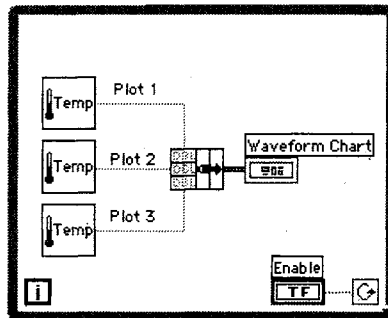 Plot 1
Temp
Plot 2
Temp
Plot 3
Temp
Waveform Chart
Enable
TF
i